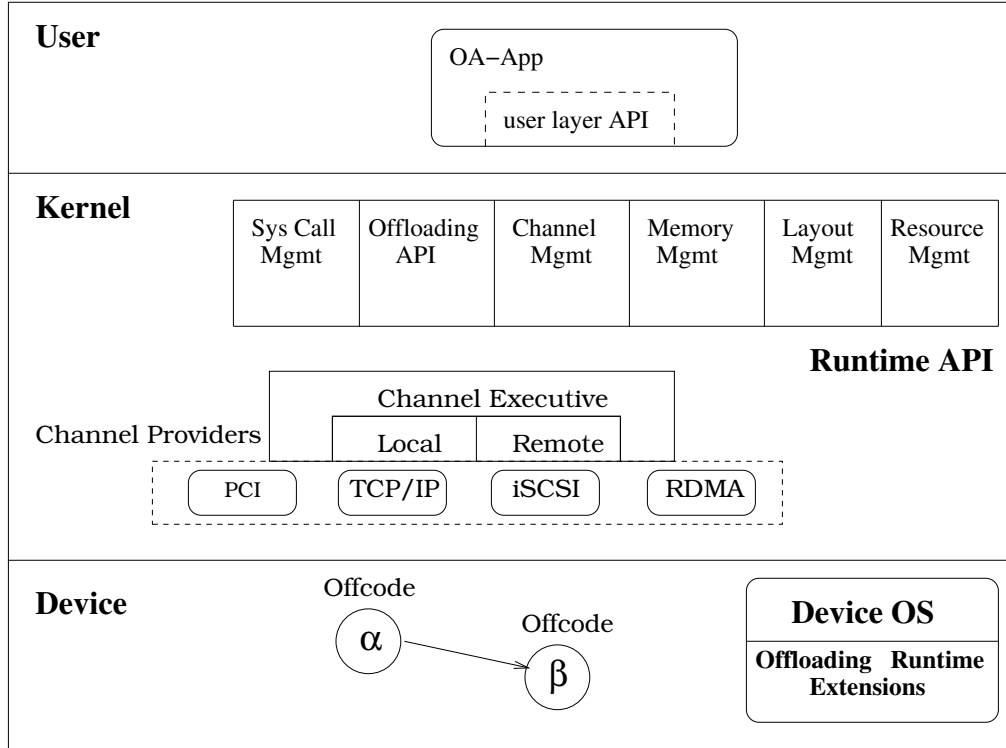 User
OA−App
user layer API
Kernel
Sys Call
Mgmt
Offloading
API
Channel
Mgmt
Memory
Mgmt
Layout
Mgmt
Resource
Mgmt
Runtime API
Channel Executive
Channel Providers
Local
Remote
PCI
TCP/IP
iSCSI
RDMA
Device
Offcode
α
Offcode
β
Device OS
Offloading Runtime
Extensions